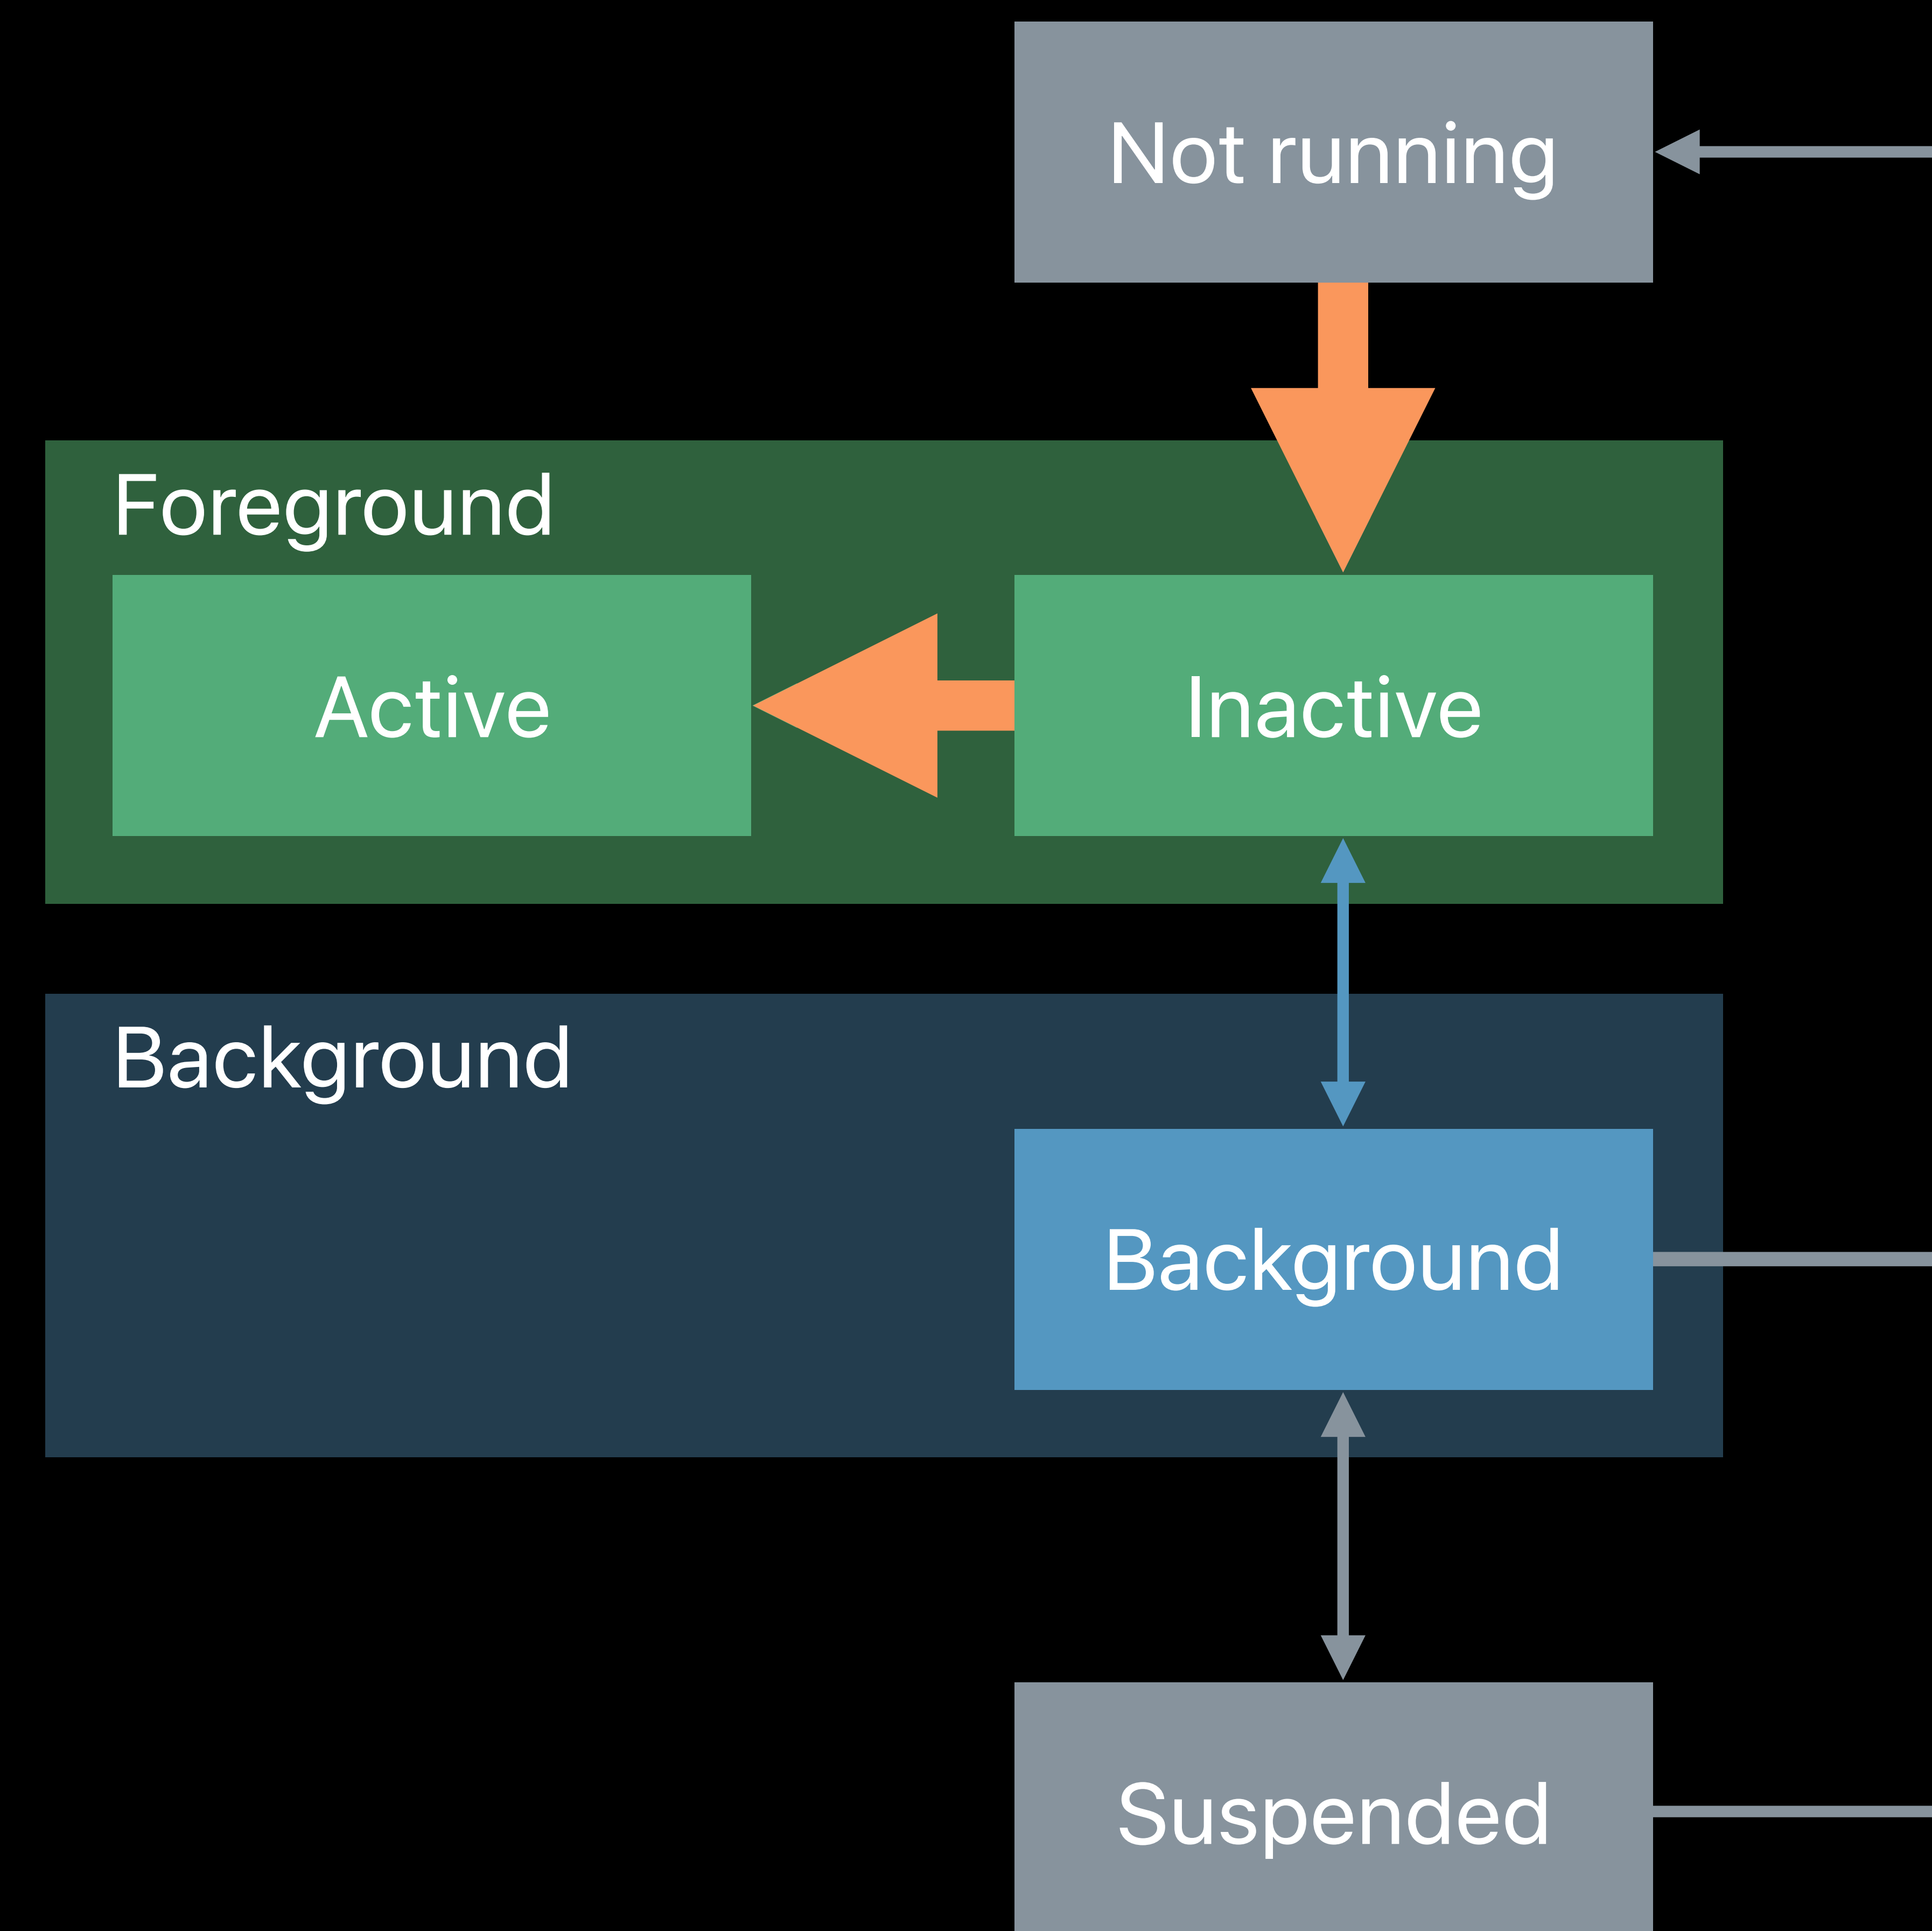 Not running
Foreground
Active
Inactive
Background
Background
Suspended